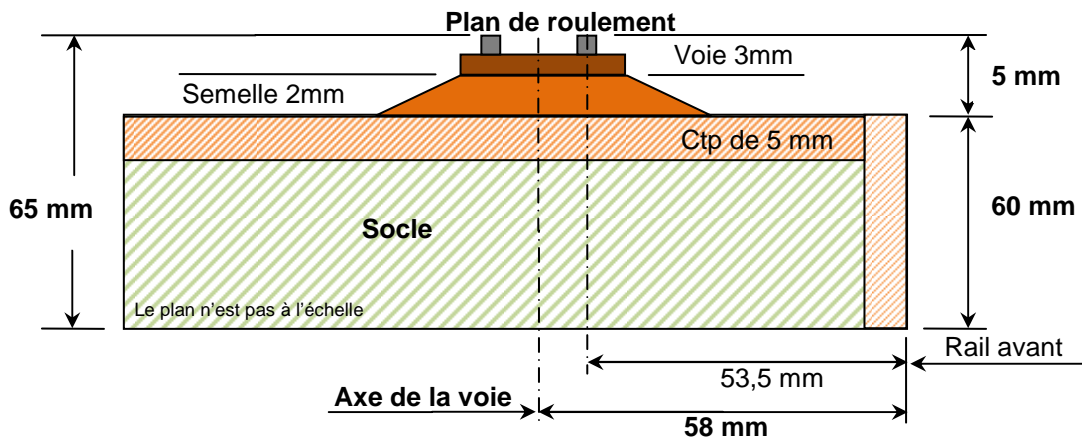 Plan de roulement
Voie 3mm
5 mm
Semelle 2mm
Ctp de 5 mm
65 mm
60 mm
Socle
Le plan n’est pas à l’échelle
Rail avant
53,5 mm
Axe de la voie
58 mm